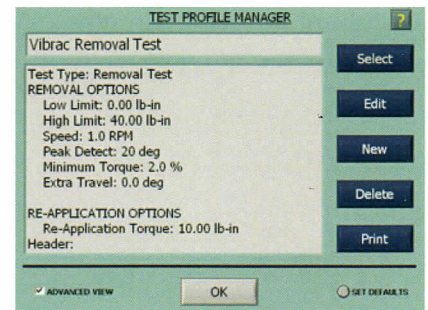 TEST PROFILE MANAGER
?
Vibrac Removal Test
Select
Test Type: Removal Test
REMOVAL OPTIONS
Low Limit: 0.00 lb-in
High Limit: 40.00 lb-in
Speed: 1.0 RPM
Peak Detect: 20 deg
Minimum Torque: 2.0 %
Extra Travel: 0.0 deg
RE-APPLICATION OPTIONS
Re-Application Torque: 10.00 lb-in
Header:
Edit
New
Delete
Print
ADVANCED VIEW
OK
SET DEFAULTS